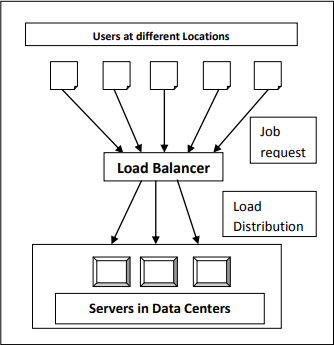 Users at different Locations
Job
request
Load Balancer
Load
Distribution
Servers in Data Centers